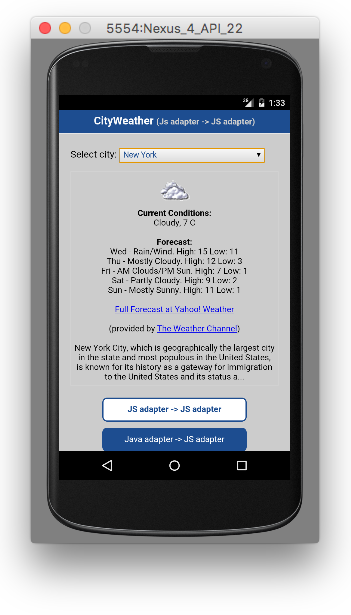 5554:Nexus_4_API_22
1:33
CityWeather (Js adapter -> JS adapter)
Select city: New York
Current Conditions:
Cloudy, 7 C
Forecast:
Wed - Rain/Wind. High: 15 Low: 11
Thu - Mostly Cloudy. High: 12 Low: 3
Fri - AM Clouds/PM Sun. High: 7 Low: 1
Sat - Partly Cloudy. High: 9 Low: 2
Sun - Mostly Sunny. High: 11 Low: 1
Full Forecast at Yahoo! Weather
(provided by The Weather Channel)
New York City, which is geographically the largest city
in the state and most populous in the United States,
is known for its history as a gateway for immigration
to the United States and its status a...
JS adapter -> JS adapter
Java adapter -> JS adapter